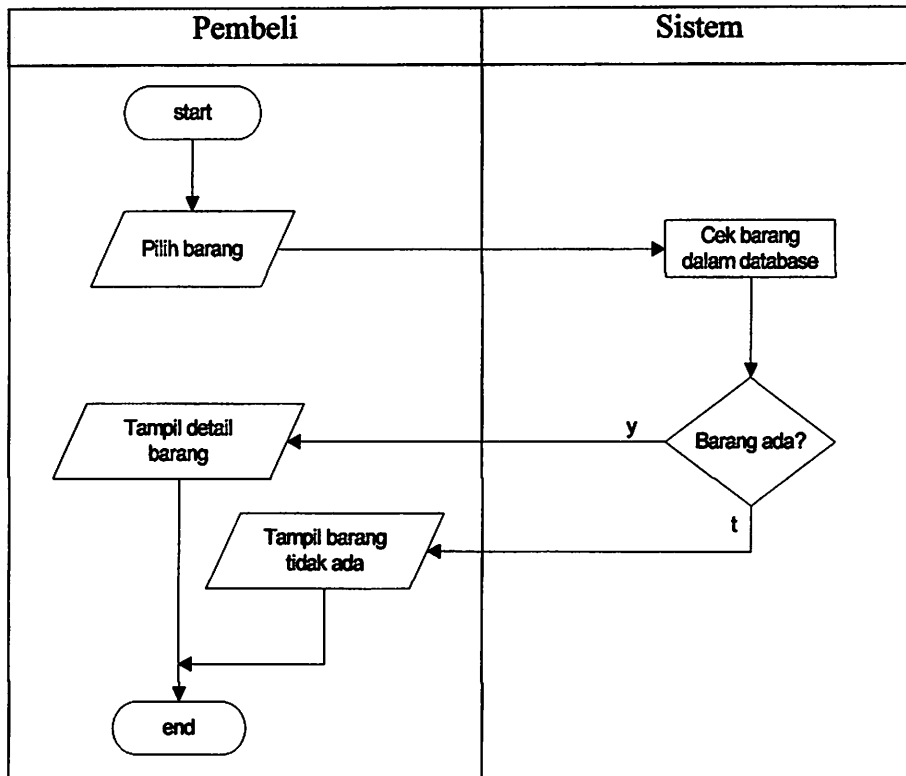 Pembeli
Sistem
start
Pilih barang
Cek barang
dalam database
Barang ada?
y
Tampil detail
barang
t
Tampil barang
tidak ada
end